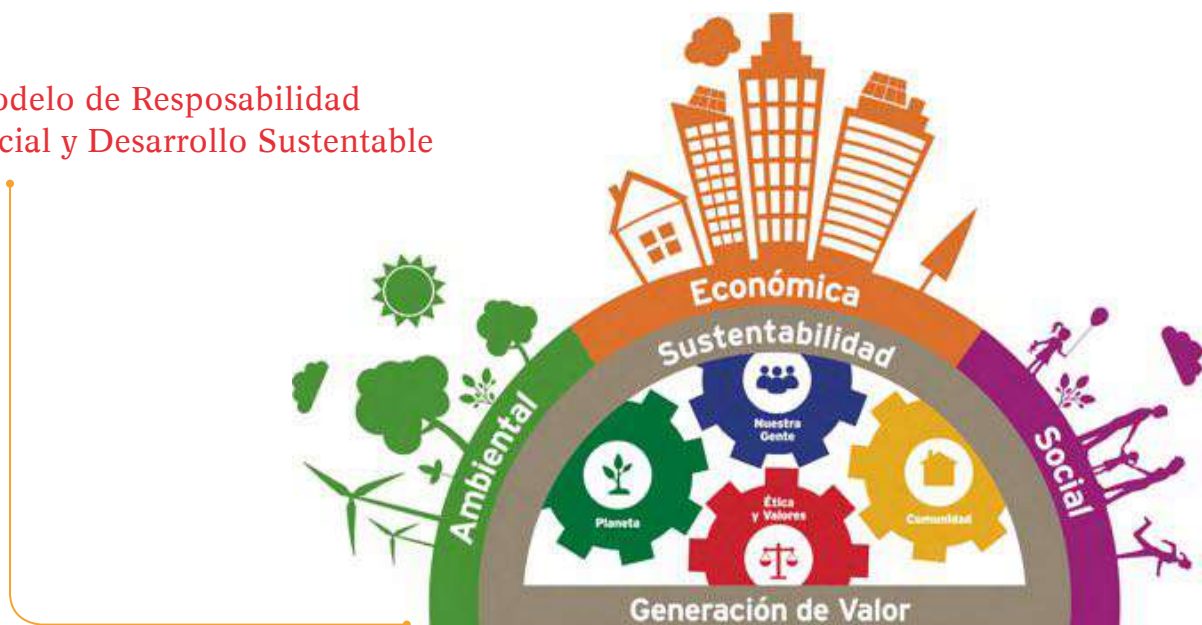 odelo de Resposabilidad
cial y Desarrollo Sustentable
Económica
Sustentabilidad
Ambiental
Social
Nuestra
Gente
Planeta
Ética
y Valores
Comunidad
Generación de Valor